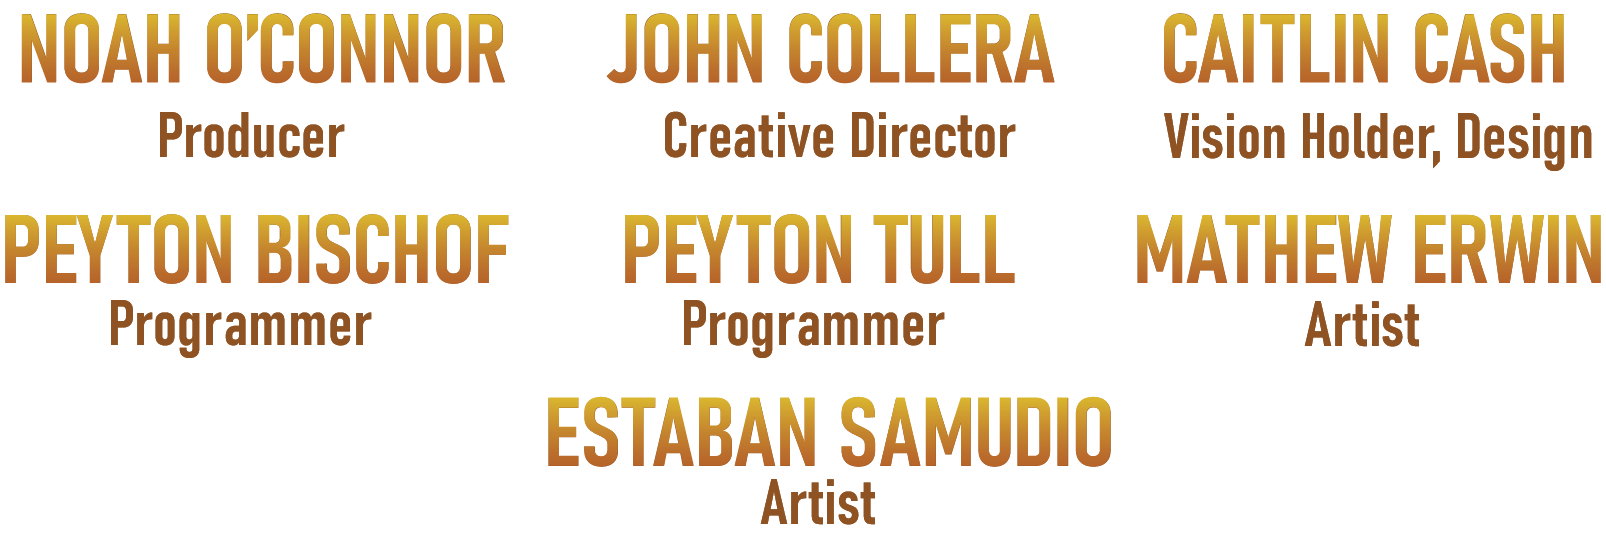 NOAH O'CONNOR
Producer
JOHN COLLERA
Creative Director
CAITLIN CASH
Vision Holder, Design
PEYTON BISCHOF
Programmer
PEYTON TULL
Programmer
MATHEW ERWIN
Artist
ESTABAN SAMUDIO
Artist